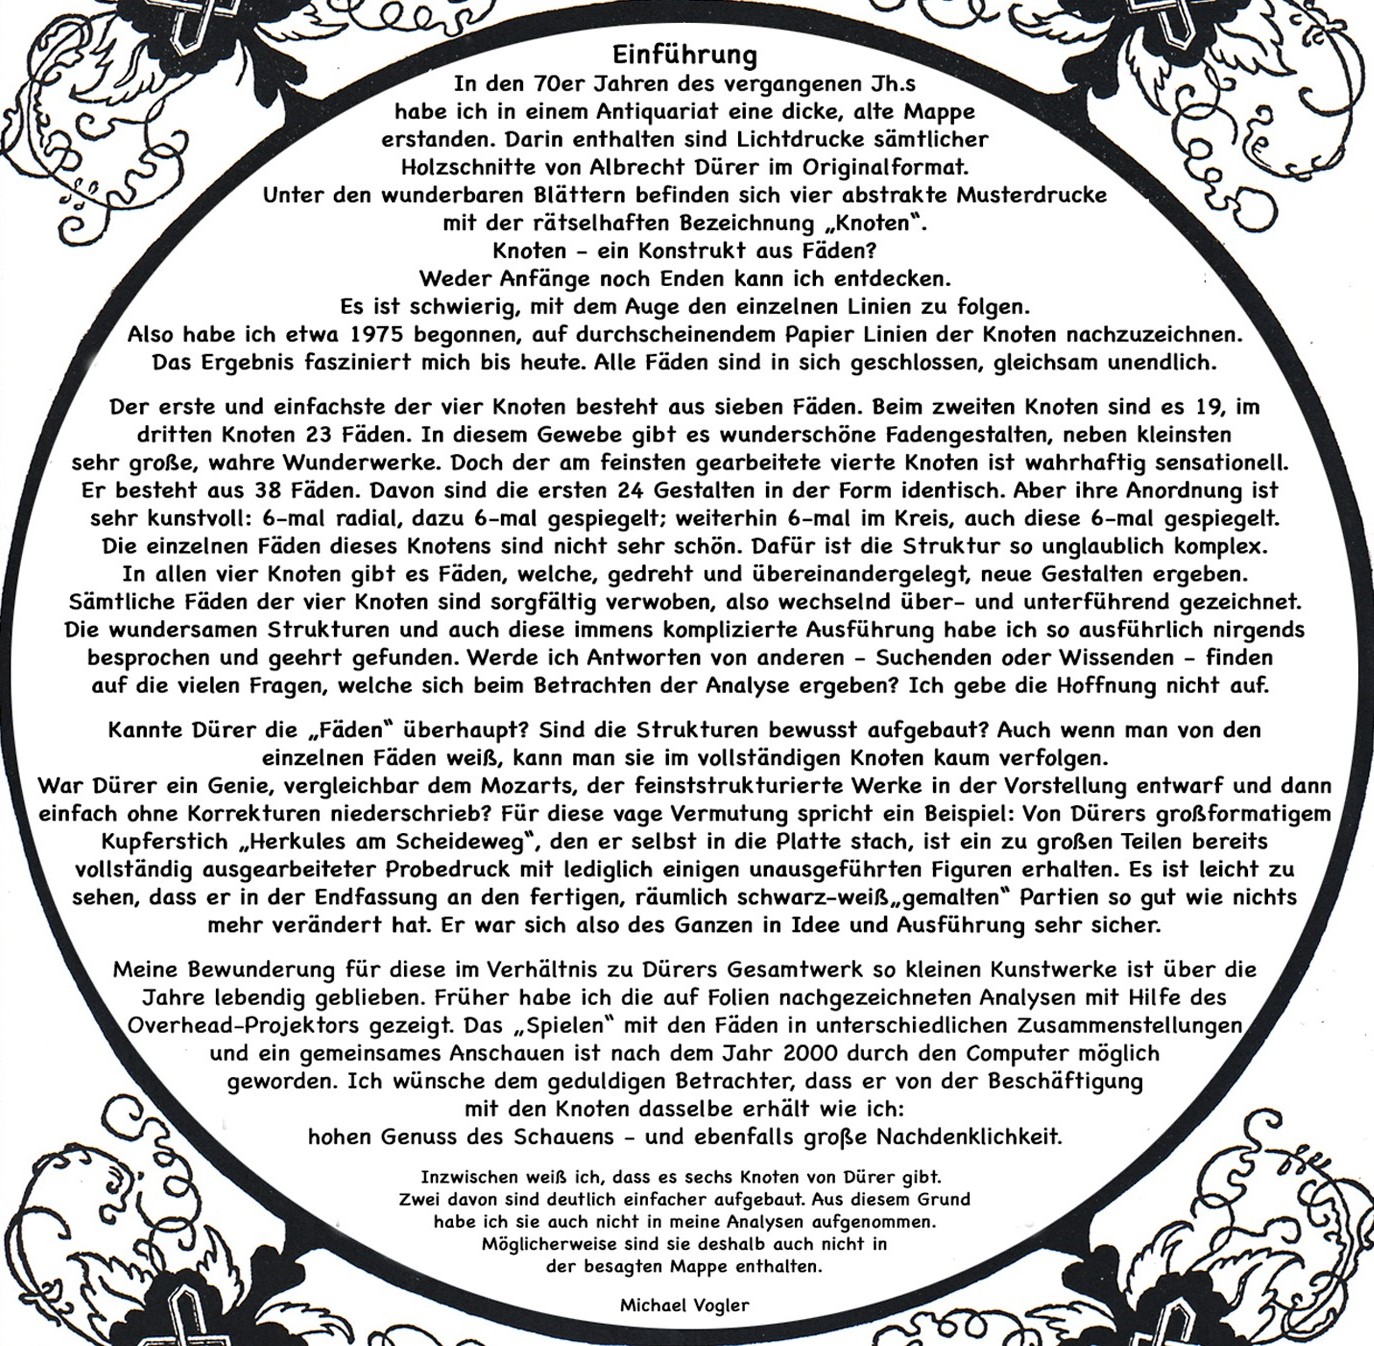 Einführung
In den 70er Jahren des vergangenen Jh.s
habe ich in einem Antiquariat eine dicke, alte Mappe
erstanden. Darin enthalten sind Lichtdrucke sämtlicher
Holzschnitte von Albrecht Dürer im Originalformat.
Unter den wunderbaren Blättern befinden sich vier abstrakte Musterdrucke
mit der rätselhaften Bezeichnung „Knoten“.
Knoten – ein Konstrukt aus Fäden?
Weder Anfänge noch Enden kann ich entdecken.
Es ist schwierig, mit dem Auge den einzelnen Linien zu folgen.
Also habe ich etwa 1975 begonnen, auf durchscheinendem Papier Linien der Knoten nachzuzeichnen.
Das Ergebnis fasziniert mich bis heute. Alle Fäden sind in sich geschlossen, gleichsam unendlich.
Der erste und einfachste der vier Knoten besteht aus sieben Fäden. Beim zweiten Knoten sind es 19, im
dritten Knoten 23 Fäden. In diesem Gewebe gibt es wunderschöne Fadengestalten, neben kleinsten
sehr große, wahre Wunderwerke. Doch der am feinsten gearbeitete vierte Knoten ist wahrhaftig sensationell.
Er besteht aus 38 Fäden. Davon sind die ersten 24 Gestalten in der Form identisch. Aber ihre Anordnung ist
sehr kunstvoll: 6-mal radial, dazu 6-mal gespiegelt; weiterhin 6-mal im Kreis, auch diese 6-mal gespiegelt.
Die einzelnen Fäden dieses Knotens sind nicht sehr schön. Dafür ist die Struktur so unglaublich komplex.
In allen vier Knoten gibt es Fäden, welche, gedreht und übereinandergelegt, neue Gestalten ergeben.
Sämtliche Fäden der vier Knoten sind sorgfältig verwoben, also wechselnd über- und unterführend gezeichnet.
Die wundersamen Strukturen und auch diese immens komplizierte Ausführung habe ich so ausführlich nirgends
besprochen und geehrt gefunden. Werde ich Antworten von anderen – Suchenden oder Wissenden – finden
auf die vielen Fragen, welche sich beim Betrachten der Analyse ergeben? Ich gebe die Hoffnung nicht auf.
Kannte Dürer die „Fäden“ überhaupt? Sind die Strukturen bewusst aufgebaut? Auch wenn man von den
einzelnen Fäden weiß, kann man sie im vollständigen Knoten kaum verfolgen.
War Dürer ein Genie, vergleichbar dem Mozarts, der feinststrukturierte Werke in der Vorstellung entwarf und dann
einfach ohne Korrekturen niederschrieb? Für diese vage Vermutung spricht ein Beispiel: Von Dürers großformatigem
Kupferstich „Herkules am Scheideweg“, den er selbst in die Platte stach, ist ein zu großen Teilen bereits
vollständig ausgearbeiteter Probedruck mit lediglich einigen unausgeführten Figuren erhalten. Es ist leicht zu
sehen, dass er in der Endfassung an den fertigen, räumlich schwarz-weiß„gemalten“ Partien so gut wie nichts
mehr verändert hat. Er war sich also des Ganzen in Idee und Ausführung sehr sicher.
Meine Bewunderung für diese im Verhältnis zu Dürers Gesamtwerk so kleinen Kunstwerke ist über die
Jahre lebendig geblieben. Früher habe ich die auf Folien nachgezeichneten Analysen mit Hilfe des
Overhead-Projektors gezeigt. Das „Spielen“ mit den Fäden in unterschiedlichen Zusammenstellungen
und ein gemeinsames Anschauen ist nach dem Jahr 2000 durch den Computer möglich
geworden. Ich wünsche dem geduldigen Betrachter, dass er von der Beschäftigung
mit den Knoten dasselbe erhält wie ich:
hohen Genuss des Schauens – und ebenfalls große Nachdenklichkeit.
Inzwischen weiß ich, dass es sechs Knoten von Dürer gibt.
Zwei davon sind deutlich einfacher aufgebaut. Aus diesem Grund
habe ich sie auch nicht in meine Analysen aufgenommen.
Möglicherweise sind sie deshalb auch nicht in
der besagten Mappe enthalten.
Michael Vogler